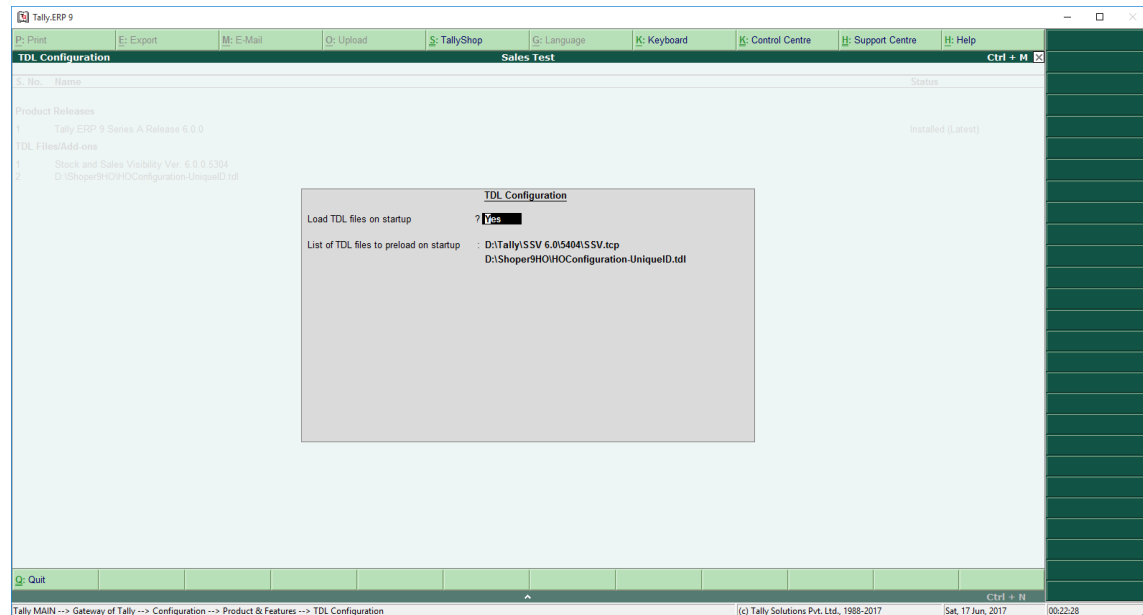 Tally.ERP 9
P: Print E: Export M: E-Mail O: Upload S: TallyShop G: Language K: Keyboard K: Control Centre H: Support Centre H: Help
TDL Configuration Sales Test Ctrl + M
S. No. Name Status
Product Releases
1 Tally.ERP 9 Series A Release 6.0.0 Installed (Latest)
TDL Files/Add-ons
1 Stock and Sales Visibility Ver. 6.0.0.5304
2 D:\Shoper9HO\HOConfiguration-UniqueID.tdl
TDL Configuration
Load TDL files on startup ? Yes
List of TDL files to preload on startup : D:\Tally\SSV 6.0\5404\SSV.tcp
D:\Shoper9HO\HOConfiguration-UniqueID.tdl
Q: Quit
Ctrl + N
Tally MAIN --> Gateway of Tally --> Configuration --> Product & Features --> TDL Configuration (c) Tally Solutions Pvt. Ltd., 1988-2017 Sat, 17 Jun, 2017 00:22:28